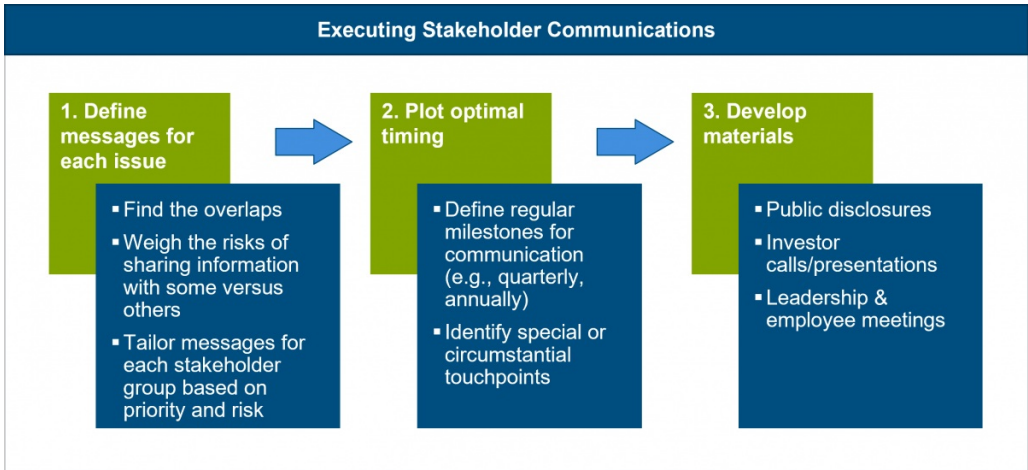 Executing Stakeholder Communications
1. Define
messages for
each issue
▪ Find the overlaps
▪ Weigh the risks of
sharing information
with some versus
others
▪ Tailor messages for
each stakeholder
group based on
priority and risk
2. Plot optimal
timing
▪ Define regular
milestones for
communication
(e.g., quarterly,
annually)
▪ Identify special or
circumstantial
touchpoints
3. Develop
materials
▪ Public disclosures
▪ Investor
calls/presentations
▪ Leadership &
employee meetings